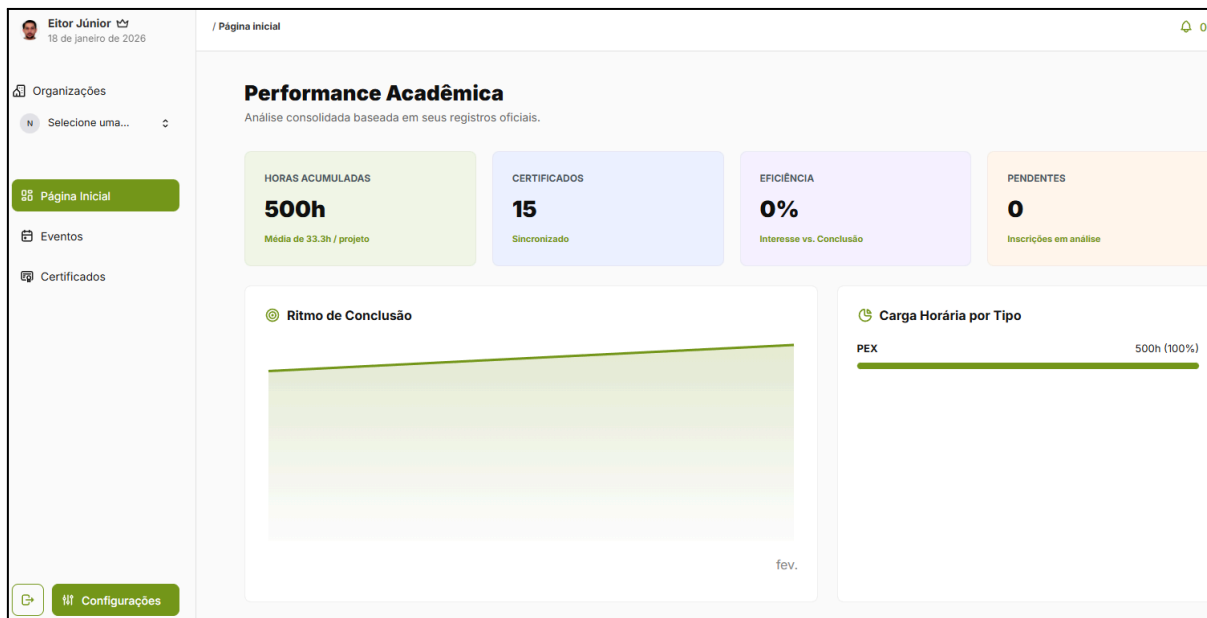 Eitor Júnior
18 de janeiro de 2026
Organizações
N Selecione uma...
Página Inicial
Eventos
Certificados
Configurações
/ Página inicial
0
Performance Acadêmica
Análise consolidada baseada em seus registros oficiais.
HORAS ACUMULADAS
500h
Média de 33.3h / projeto
CERTIFICADOS
15
Sincronizado
EFICIÊNCIA
0%
Interesse vs. Conclusão
PENDENTES
0
Inscrições em análise
Ritmo de Conclusão
fev.
Carga Horária por Tipo
PEX 500h (100%)